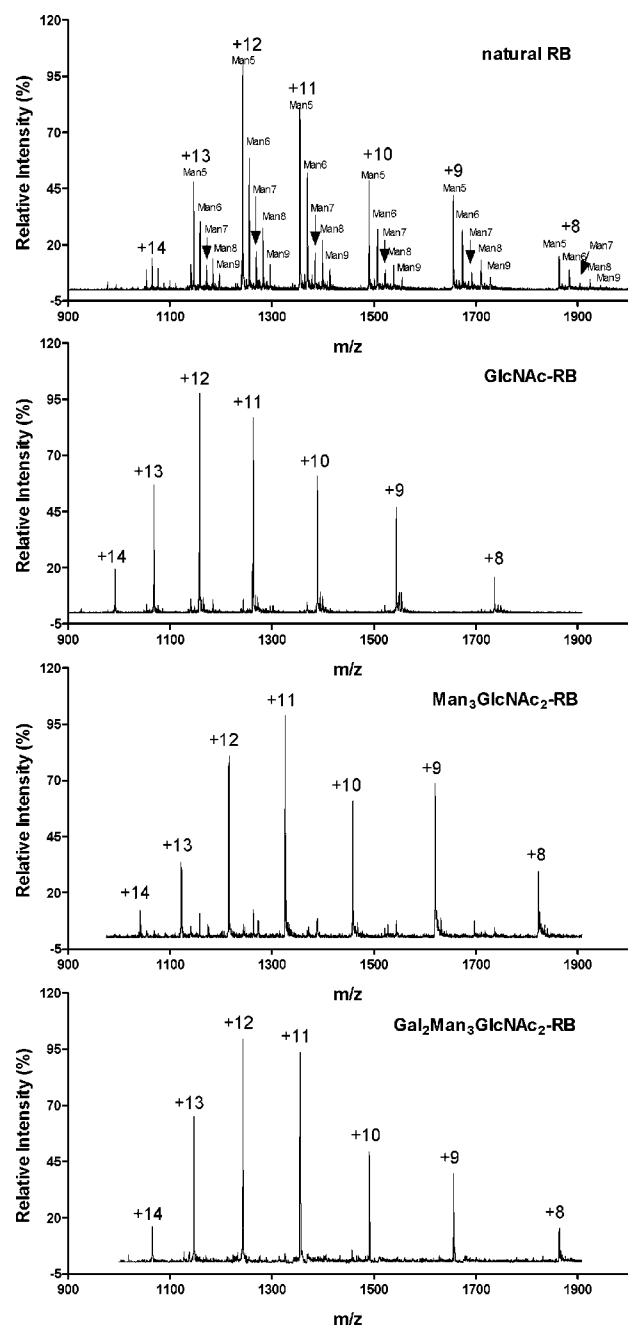 natural RB
Relative Intensity (%)
120
95
70
45
20
-5
+14
+13
Man5
Man6
Man7
Man8
Man9
+12
Man5
Man6
Man7
Man8
Man9
+11
Man5
Man6
Man7
Man8
Man9
+10
Man5
Man6
Man7
Man8
Man9
+9
Man5
Man6
Man7
Man8
Man9
+8
Man5
Man6
Man7
Man8
Man9
900 1100 1300 1500 1700 1900
m/z
GlcNAc-RB
Relative Intensity (%)
120
95
70
45
20
-5
+14
+13
+12
+11
+10
+9
+8
900 1100 1300 1500 1700 1900
m/z
Man₃GlcNAc₂-RB
Relative Intensity (%)
120
95
70
45
20
-5
+14
+13
+12
+11
+10
+9
+8
900 1100 1300 1500 1700 1900
m/z
Gal₂Man₃GlcNAc₂-RB
Relative Intensity (%)
120
95
70
45
20
-5
+14
+13
+12
+11
+10
+9
+8
900 1100 1300 1500 1700 1900
m/z